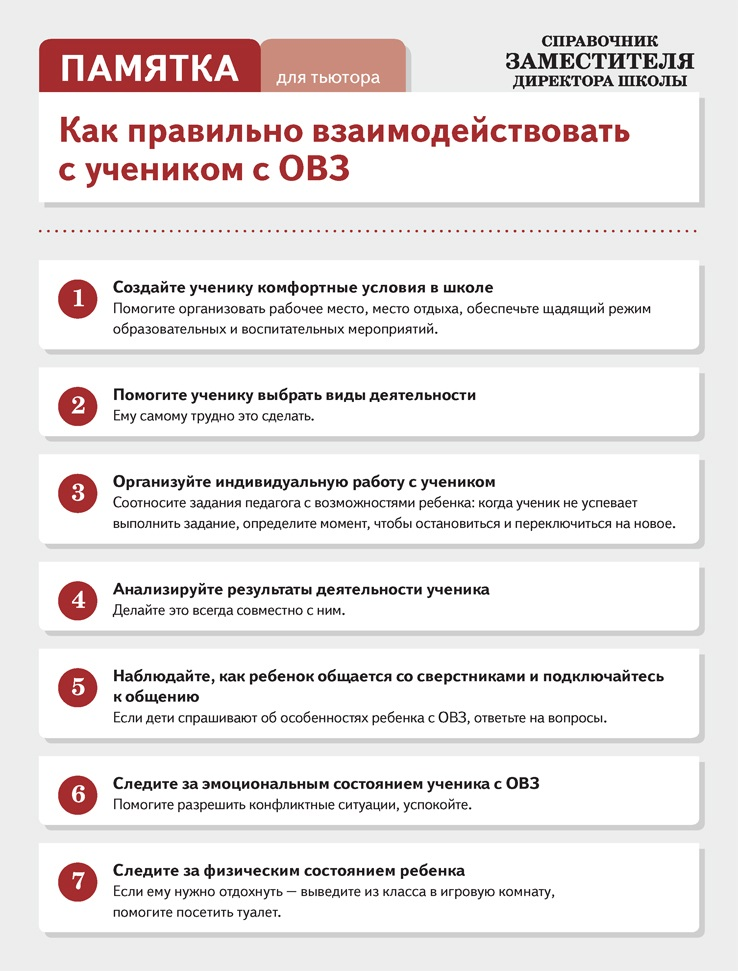 ПАМЯТКА
для тьютора
СПРАВОЧНИК
ЗАМЕСТИТЕЛЯ
ДИРЕКТОРА ШКОЛЫ
Как правильно взаимодействовать
с учеником с ОВЗ
1
Создайте ученику комфортные условия в школе
Помогите организовать рабочее место, место отдыха, обеспечьте щадящий режим
образовательных и воспитательных мероприятий.
2
Помогите ученику выбрать виды деятельности
Ему самому трудно это сделать.
3
Организуйте индивидуальную работу с учеником
Соотносите задания педагога с возможностями ребенка: когда ученик не успевает
выполнить задание, определите момент, чтобы остановиться и переключиться на новое.
4
Анализируйте результаты деятельности ученика
Делайте это всегда совместно с ним.
5
Наблюдайте, как ребенок общается со сверстниками и подключайтесь
к общению
Если дети спрашивают об особенностях ребенка с ОВЗ, ответьте на вопросы.
6
Следите за эмоциональным состоянием ученика с ОВЗ
Помогите разрешить конфликтные ситуации, успокойте.
7
Следите за физическим состоянием ребенка
Если ему нужно отдохнуть — выведите из класса в игровую комнату,
помогите посетить туалет.